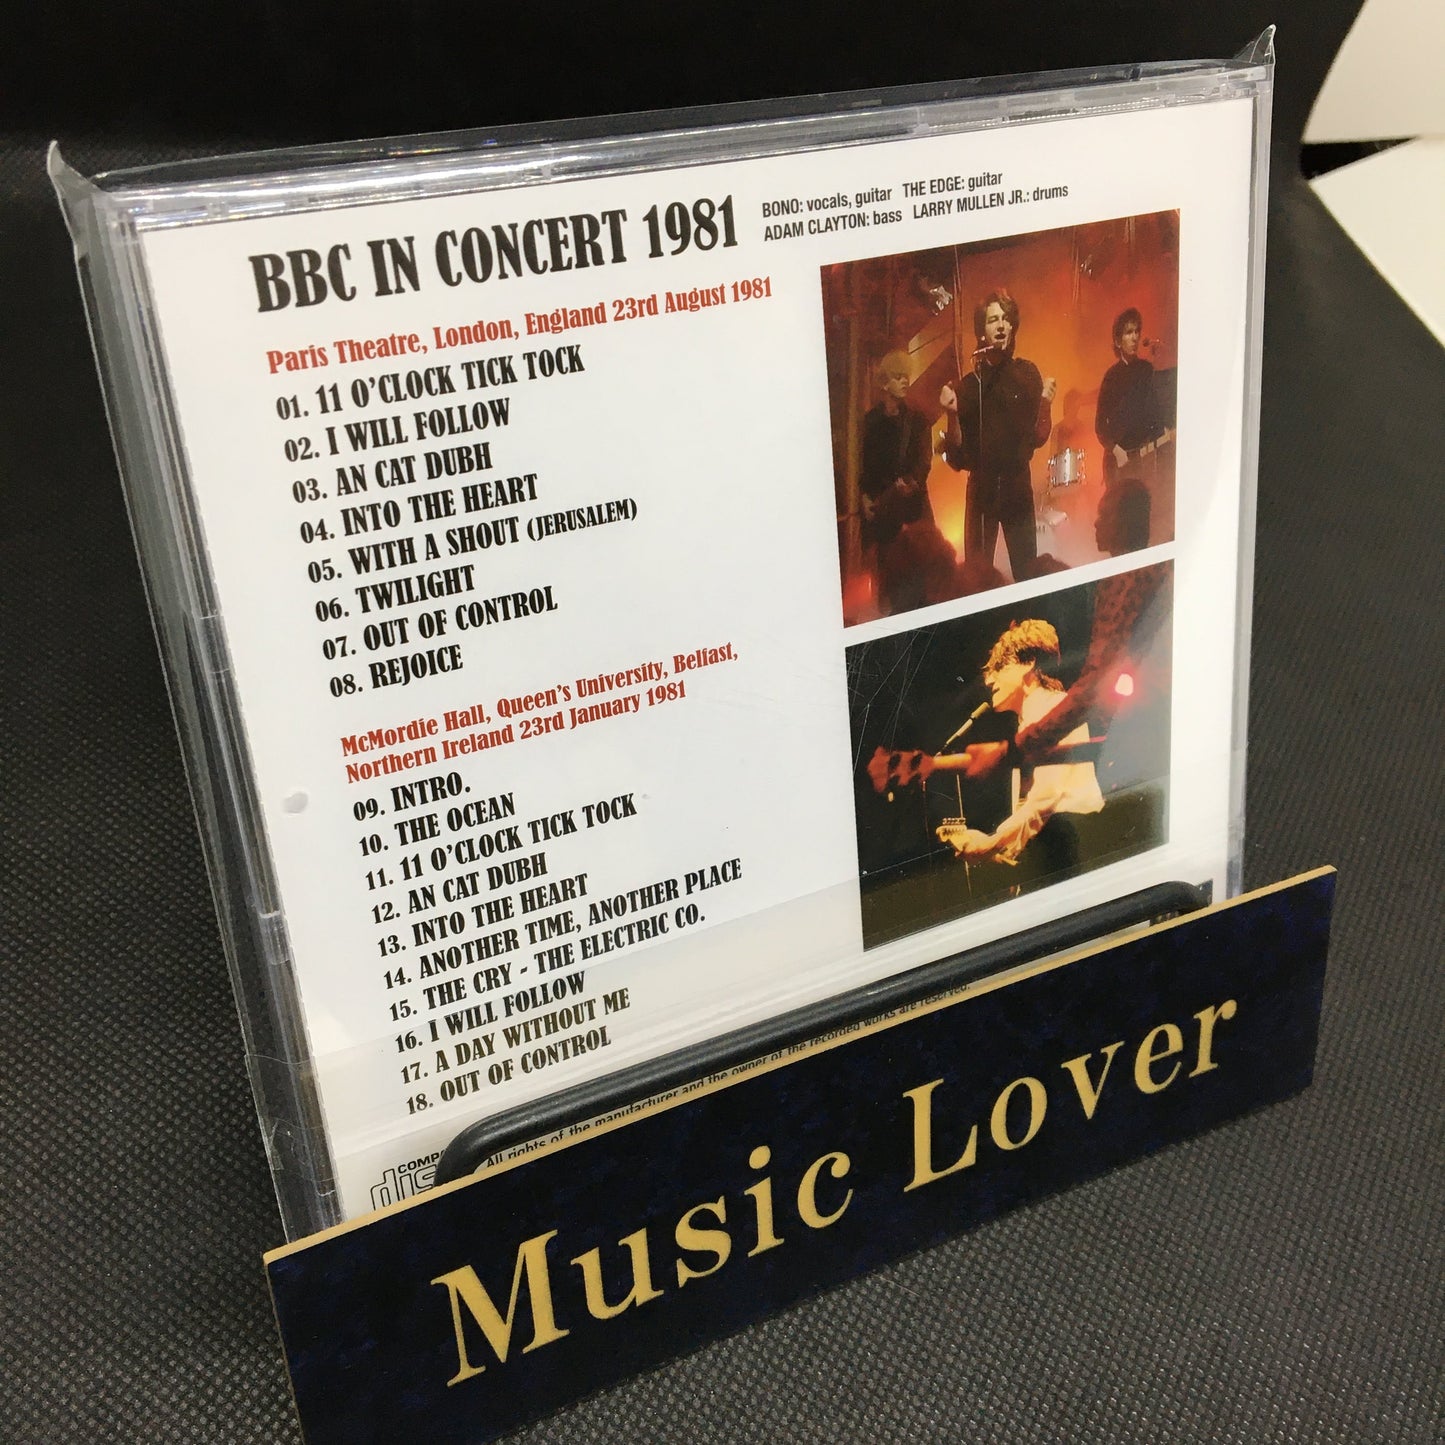 BBC IN CONCERT 1981
BONO: vocals, guitar THE EDGE: guitar
ADAM CLAYTON: bass LARRY MULLEN JR.: drums
Paris Theatre, London, England 23rd August 1981
01. 11 O'CLOCK TICK TOCK
02. I WILL FOLLOW
03. AN CAT DUBH
04. INTO THE HEART
05. WITH A SHOUT (JERUSALEM)
06. TWILIGHT
07. OUT OF CONTROL
08. REJOICE
McMordie Hall, Queen's University, Belfast,
Northern Ireland 23rd January 1981
09. INTRO.
10. THE OCEAN
11. 11 O'CLOCK TICK TOCK
12. AN CAT DUBH
13. INTO THE HEART
14. ANOTHER TIME, ANOTHER PLACE
15. THE CRY - THE ELECTRIC CO.
16. I WILL FOLLOW
17. A DAY WITHOUT ME
18. OUT OF CONTROL
All rights of the manufacturer and the owner of the recorded works are reserved.
Music Lover